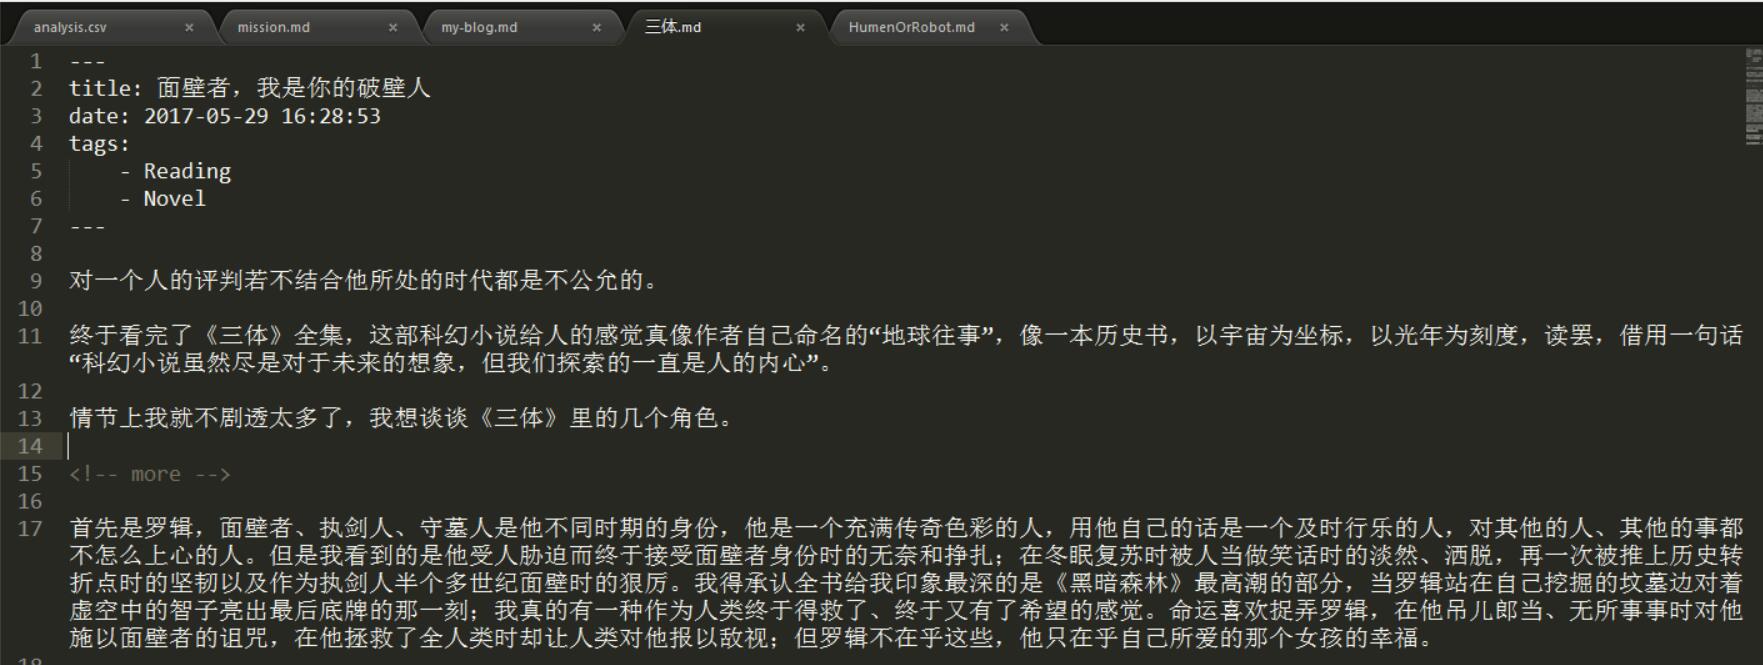 analysis.csv × mission.md × my-blog.md × 三体.md × HumenOrRobot.md ×
1 ---
2 title: 面壁者，我是你的破壁人
3 date: 2017-05-29 16:28:53
4 tags:
5     - Reading
6     - Novel
7 ---
8
9 对一个人的评判若不结合他所处的时代都是不公允的。
10
11 终于看完了《三体》全集，这部科幻小说给人的感觉真像作者自己命名的“地球往事”，像一本历史书，以宇宙为坐标，以光年为刻度，读罢，借用一句话
“科幻小说虽然尽是对于未来的想象，但我们探索的一直是人的内心”。
12
13 情节上我就不剧透太多了，我想谈谈《三体》里的几个角色。
14
15 <!-- more -->
16
17 首先是罗辑，面壁者、执剑人、守墓人是他不同时期的身份，他是一个充满传奇色彩的人，用他自己的话是一个及时行乐的人，对其他的人、其他的事都
不怎么上心的人。但是我看到的是他受人胁迫而终于接受面壁者身份时的无奈和挣扎；在冬眠复苏时被人当做笑话时的淡然、洒脱，再一次被推上历史转
折点时的坚韧以及作为执剑人半个多世纪面壁时的狠厉。我得承认全书给我印象最深的是《黑暗森林》最高潮的部分，当罗辑站在自己挖掘的坟墓边对着
虚空中的智子亮出最后底牌的那一刻；我真的有一种作为人类终于得救了、终于又有了希望的感觉。命运喜欢捉弄罗辑，在他吊儿郎当、无所事事时对他
施以面壁者的诅咒，在他拯救了全人类时却让人类对他报以敌视；但罗辑不在乎这些，他只在乎自己所爱的那个女孩的幸福。
18